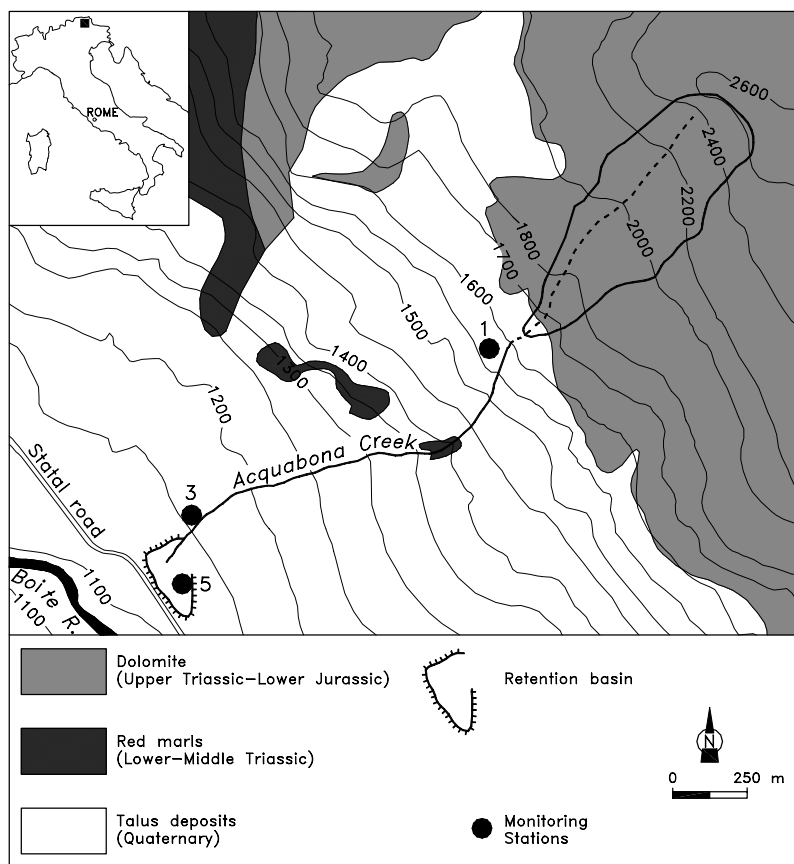 ROME
2600
2400
2200
2000
1800
1700
1600
1500
1400
1300
1200
1
Acquabona Creek
3
5
Statal road
Boite R.
1100
1100
Dolomite
(Upper Triassic–Lower Jurassic)
Red marls
(Lower–Middle Triassic)
Talus deposits
(Quaternary)
Retention basin
Monitoring
Stations
N
0 250 m